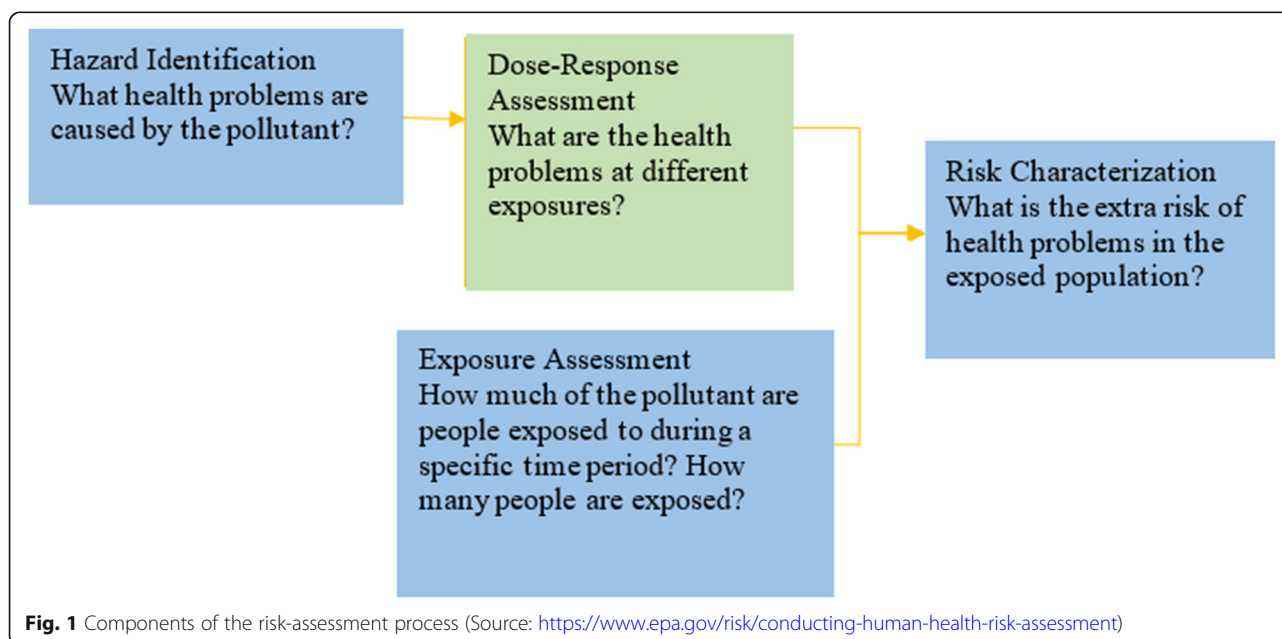 Hazard Identification
What health problems are
caused by the pollutant?
Dose-Response
Assessment
What are the health
problems at different
exposures?
Exposure Assessment
How much of the pollutant are
people exposed to during a
specific time period? How
many people are exposed?
Risk Characterization
What is the extra risk of
health problems in the
exposed population?
Fig. 1 Components of the risk-assessment process (Source: https://www.epa.gov/risk/conducting-human-health-risk-assessment)